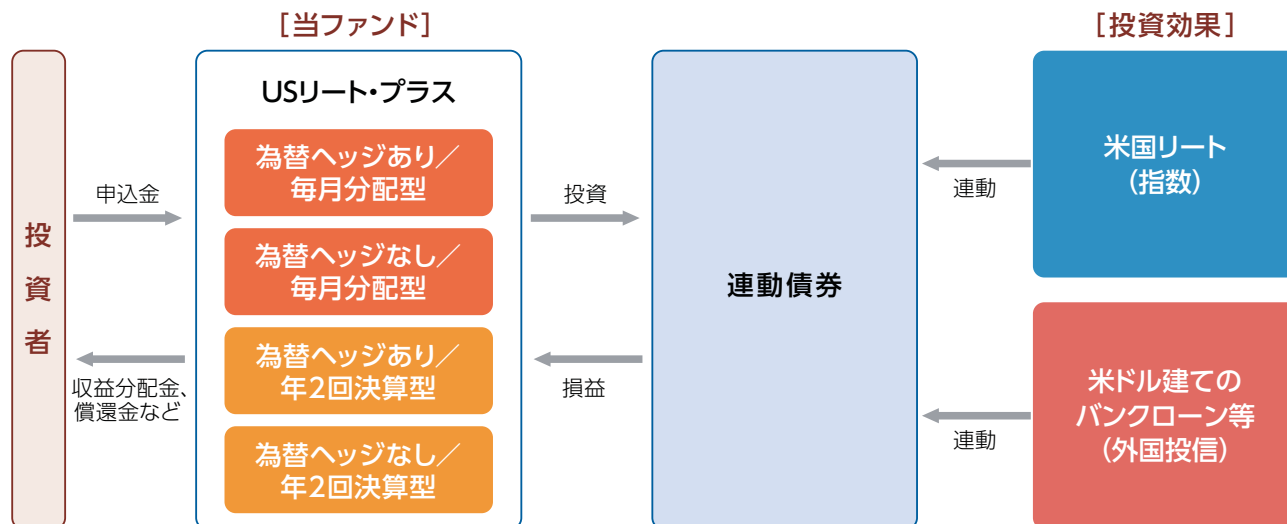 [当ファンド]
[投資効果]
投資者
申込金
収益分配金、
償還金など
USリート・プラス
為替ヘッジあり／
毎月分配型
為替ヘッジなし／
毎月分配型
為替ヘッジあり／
年2回決算型
為替ヘッジなし／
年2回決算型
投資
損益
連動債券
連動
連動
米国リート
（指数）
米ドル建ての
バンクローン等
（外国投信）